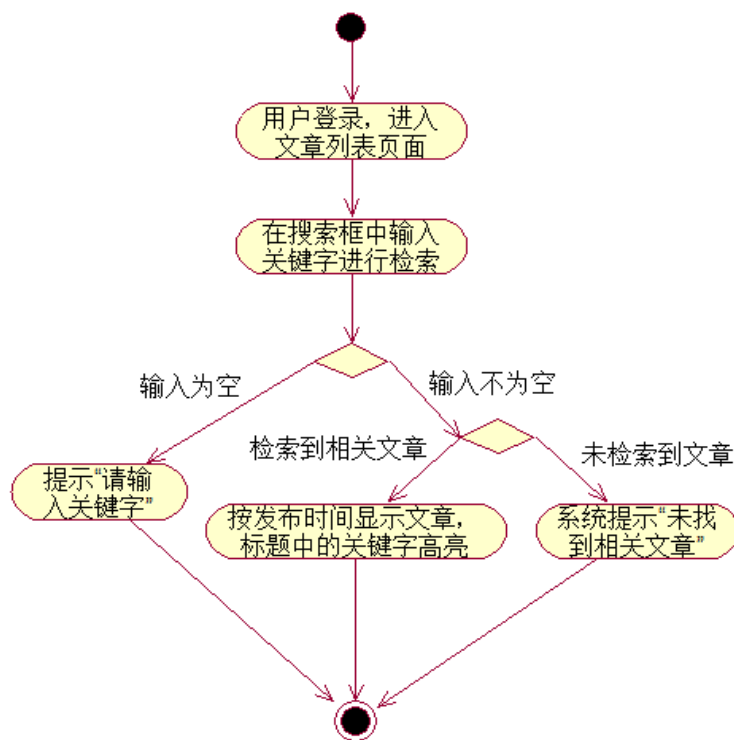 用户登录，进入
文章列表页面
在搜索框中输入
关键字进行检索
输入为空
输入不为空
检索到相关文章
未检索到文章
提示“请输
入关键字”
按发布时间显示文章，
标题中的关键字高亮
系统提示“未找
到相关文章”